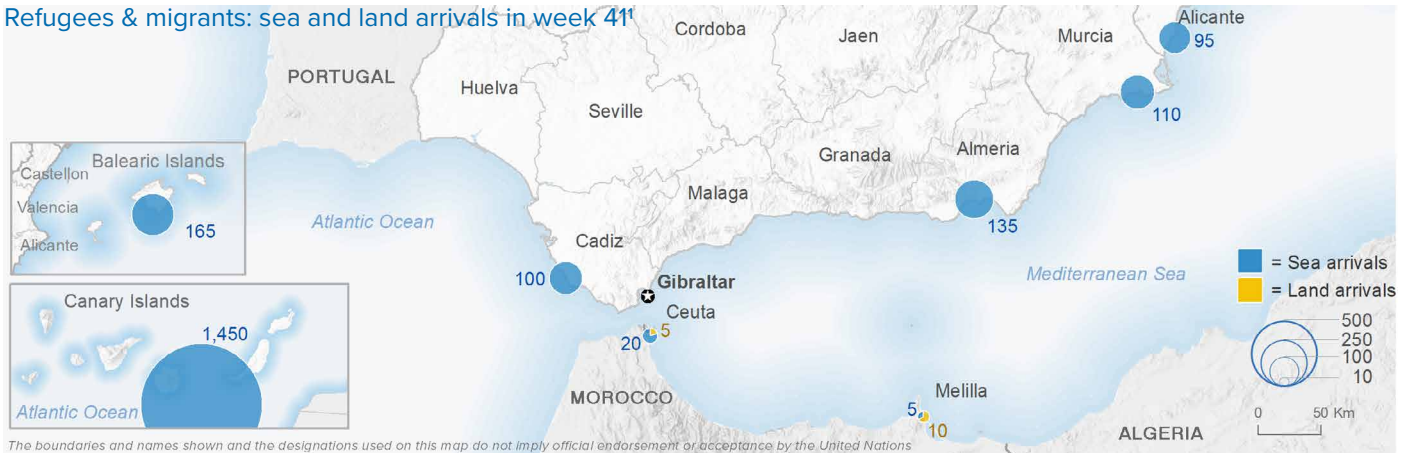 Refugees & migrants: sea and land arrivals in week 41¹
Alicante
95
Cordoba
Jaen
Murcia
PORTUGAL
Huelva
Seville
110
Balearic Islands
Castellon
Valencia
Alicante
165
Granada
Almeria
Malaga
Atlantic Ocean
135
Cadiz
100
Gibraltar
Mediterranean Sea
= Sea arrivals
= Land arrivals
Canary Islands
1,450
Atlantic Ocean
Ceuta
5
20
500
250
100
10
MOROCCO
Melilla
5
10
0 50 Km
ALGERIA
The boundaries and names shown and the designations used on this map do not imply official endorsement or acceptance by the United Nations